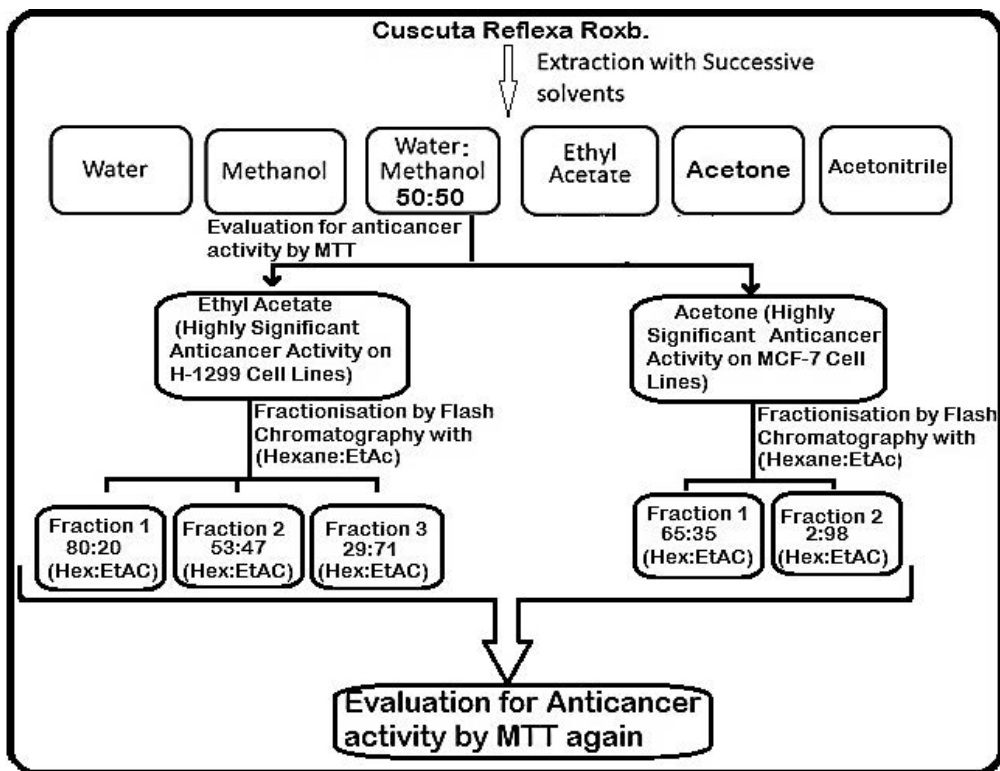 Cuscuta Reflexa Roxb.
Extraction with Successive
solvents
Water
Methanol
Water:
Methanol
50:50
Ethyl
Acetate
Acetone
Acetonitrile
Evaluation for anticancer
activity by MTT
Ethyl Acetate
(Highly Significant
Anticancer Activity on
H-1299 Cell Lines)
Acetone (Highly
Significant Anticancer
Activity on MCF-7 Cell
Lines)
Fractionisation by Flash
Chromatography with
(Hexane:EtAc)
Fractionisation by Flash
Chromatography with
(Hexane:EtAc)
Fraction 1
80:20
(Hex:EtAC)
Fraction 2
53:47
(Hex:EtAC)
Fraction 3
29:71
(Hex:EtAC)
Fraction 1
65:35
(Hex:EtAC)
Fraction 2
2:98
(Hex:EtAC)
Evaluation for Anticancer
activity by MTT again